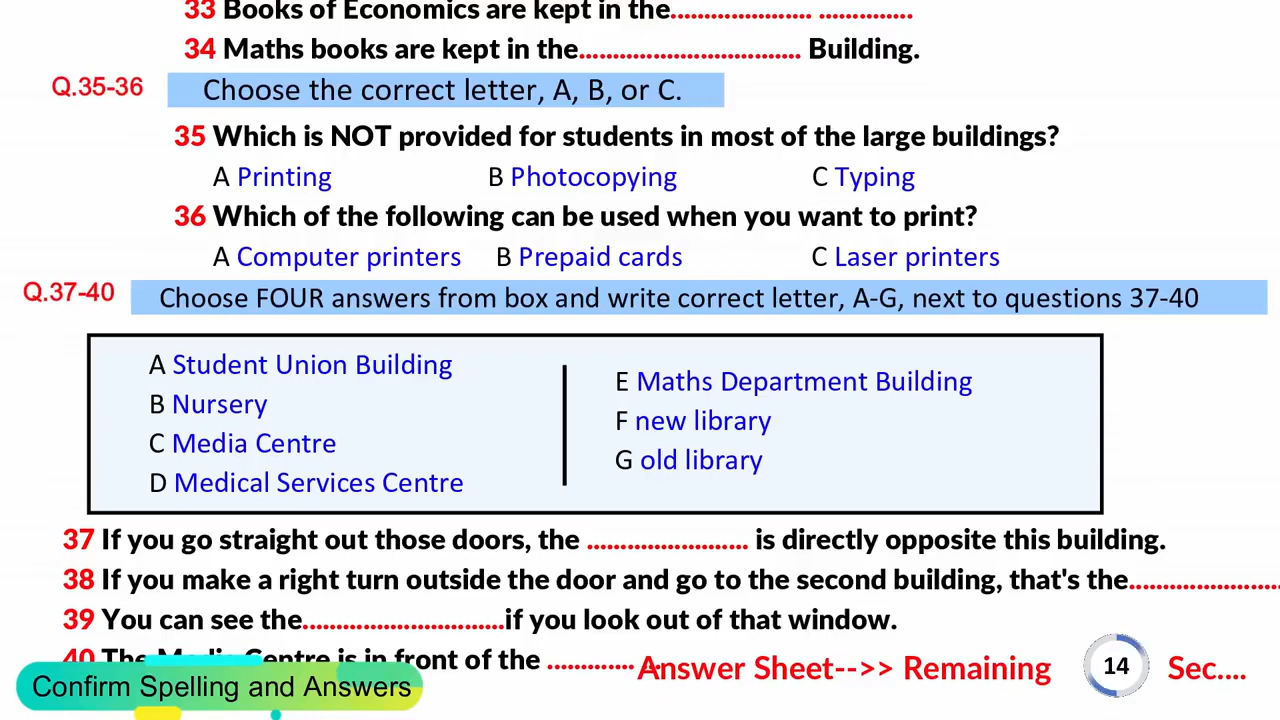 33 Books of Economics are kept in the..................... ..............
34 Maths books are kept in the................................. Building.
Q.35-36 Choose the correct letter, A, B, or C.
35 Which is NOT provided for students in most of the large buildings?
A Printing B Photocopying C Typing
36 Which of the following can be used when you want to print?
A Computer printers B Prepaid cards C Laser printers
Q.37-40 Choose FOUR answers from box and write correct letter, A-G, next to questions 37-40
A Student Union Building
B Nursery
C Media Centre
D Medical Services Centre
E Maths Department Building
F new library
G old library
37 If you go straight out those doors, the ........................ is directly opposite this building.
38 If you make a right turn outside the door and go to the second building, that's the.......................
39 You can see the..............................if you look out of that window.
40 The Media Centre is in front of the ............. ..
Answer Sheet-->> Remaining 14 Sec....
Confirm Spelling and Answers